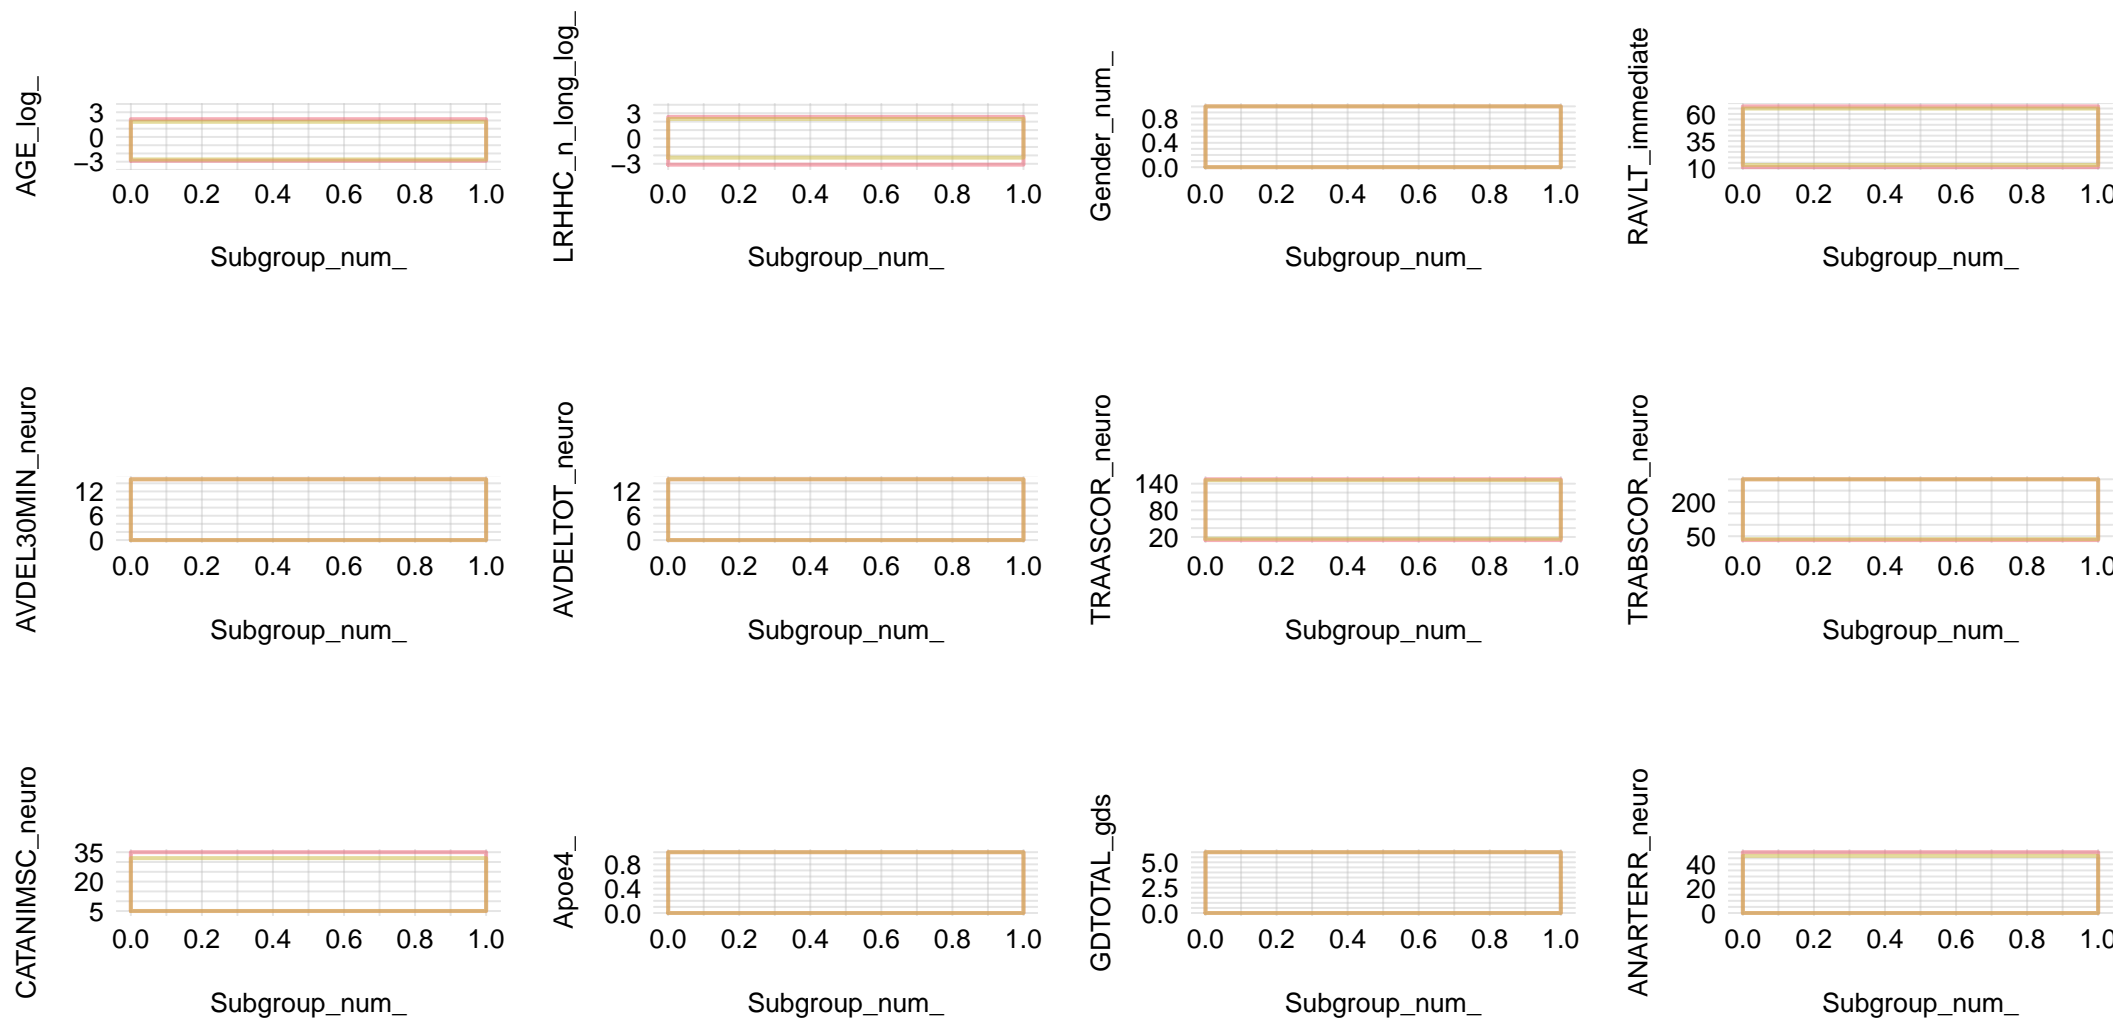 AGE_log_
3
0
−3
0.0 0.2 0.4 0.6 0.8 1.0
Subgroup_num_
LRHHC_n_long_log_
3
0
−3
0.0 0.2 0.4 0.6 0.8 1.0
Subgroup_num_
Gender_num_
0.8
0.4
0.0
0.0 0.2 0.4 0.6 0.8 1.0
Subgroup_num_
RAVLT_immediate
60
35
10
0.0 0.2 0.4 0.6 0.8 1.0
Subgroup_num_
AVDEL30MIN_neuro
12
6
0
0.0 0.2 0.4 0.6 0.8 1.0
Subgroup_num_
AVDELTOT_neuro
12
6
0
0.0 0.2 0.4 0.6 0.8 1.0
Subgroup_num_
TRAASCOR_neuro
140
80
20
0.0 0.2 0.4 0.6 0.8 1.0
Subgroup_num_
TRABSCOR_neuro
200
50
0.0 0.2 0.4 0.6 0.8 1.0
Subgroup_num_
CATANIMSC_neuro
35
20
5
0.0 0.2 0.4 0.6 0.8 1.0
Subgroup_num_
Apoe4_
0.8
0.4
0.0
0.0 0.2 0.4 0.6 0.8 1.0
Subgroup_num_
GDTOTAL_gds
5.0
2.5
0.0
0.0 0.2 0.4 0.6 0.8 1.0
Subgroup_num_
ANARTERR_neuro
40
20
0
0.0 0.2 0.4 0.6 0.8 1.0
Subgroup_num_